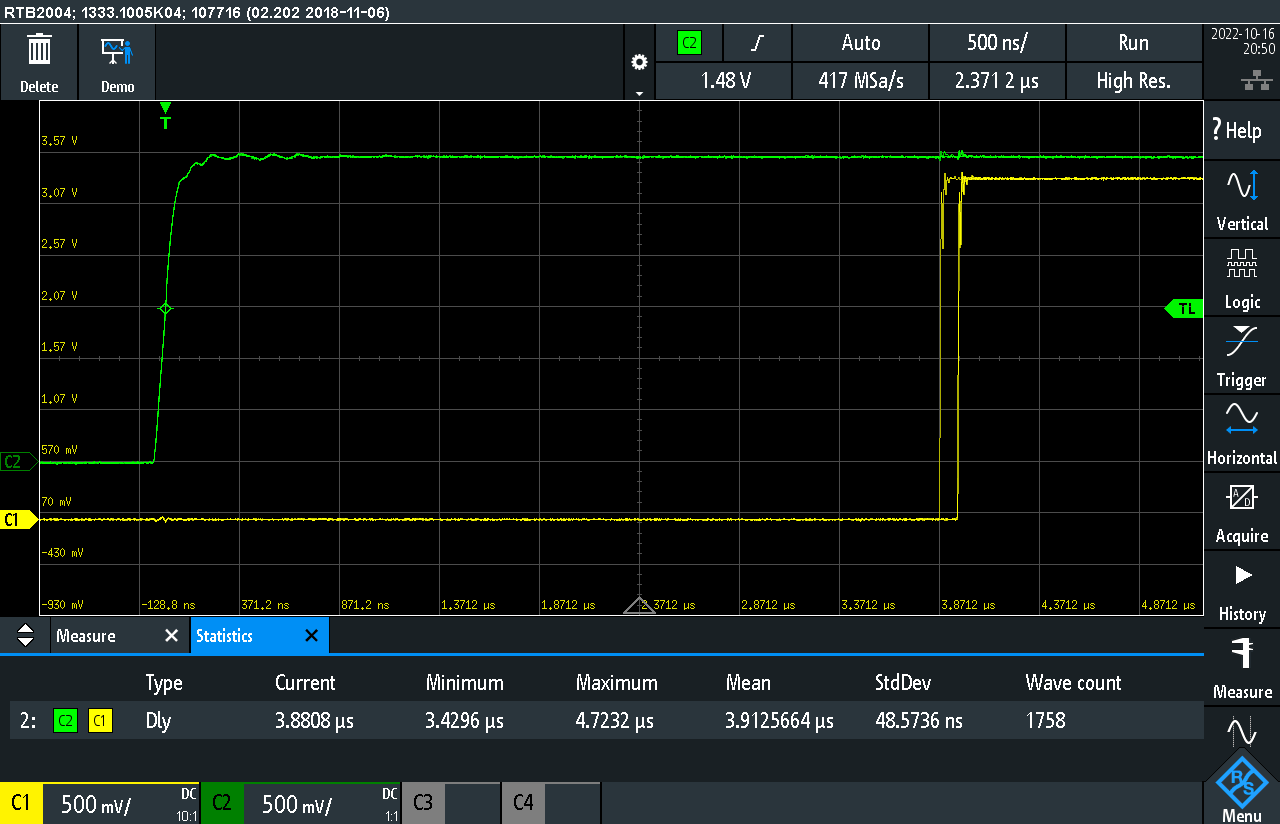 RTB2004; 1333.1005K04; 107716 (02.202 2018-11-06)
Delete
Demo
C2
Auto
500 ns/
Run
1.48 V
417 MSa/s
2.371 2 µs
High Res.
2022-10-16
20:50
T
3.57 V
3.07 V
2.57 V
2.07 V
1.57 V
1.07 V
570 mV
70 mV
-430 mV
-930 mV
-128.8 ns
371.2 ns
871.2 ns
1.3712 µs
1.8712 µs
2.3712 µs
2.8712 µs
3.3712 µs
3.8712 µs
4.3712 µs
4.8712 µs
C2
C1
TL
? Help
Vertical
Logic
Trigger
Horizontal
A/D
Acquire
History
Measure
R&S
Menu
Measure
Statistics
Type
Current
Minimum
Maximum
Mean
StdDev
Wave count
2:
C2
C1
Dly
3.8808 µs
3.4296 µs
4.7232 µs
3.9125664 µs
48.5736 ns
1758
C1
500 mV/
DC
10:1
C2
500 mV/
DC
1:1
C3
C4